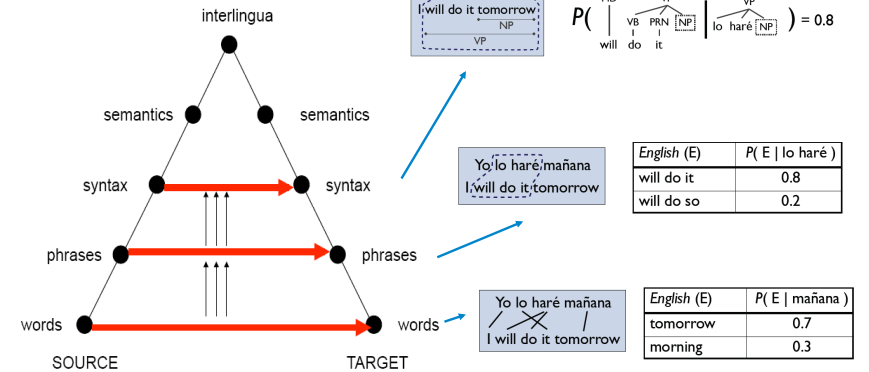 interlingua
semantics
semantics
syntax
syntax
phrases
phrases
words
words
SOURCE
TARGET
I will do it tomorrow
NP
VP
P(
VP
VB PRN NP
will do it
lo haré NP
) = 0.8
Yo lo haré mañana
I will do it tomorrow
English (E) P( E | lo haré )
will do it 0.8
will do so 0.2
Yo lo haré mañana
I will do it tomorrow
English (E) P( E | mañana )
tomorrow 0.7
morning 0.3